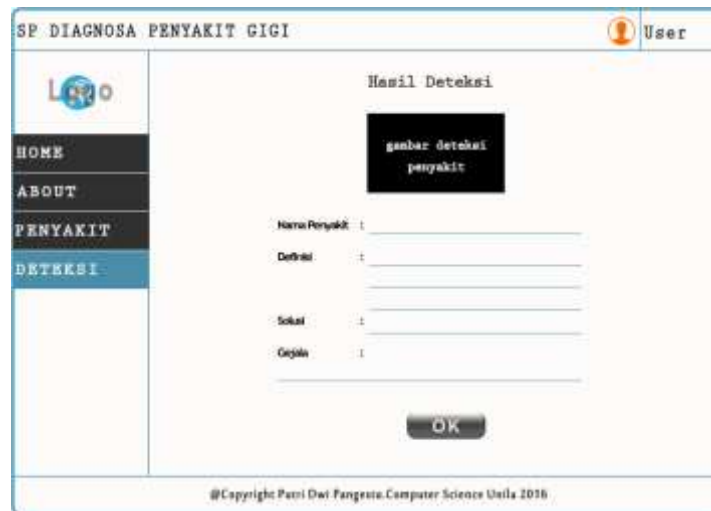 SP DIAGNOSA PENYAKIT GIGI
User
Logo
HOME
ABOUT
PENYAKIT
DETEKSI
Hasil Deteksi
gambar deteksi
penyakit
Nama Penyakit :
Definisi :
Solusi :
Gejala :
OK
@Copyright Putri Dwi Pangesta.Computer Science Unila 2016